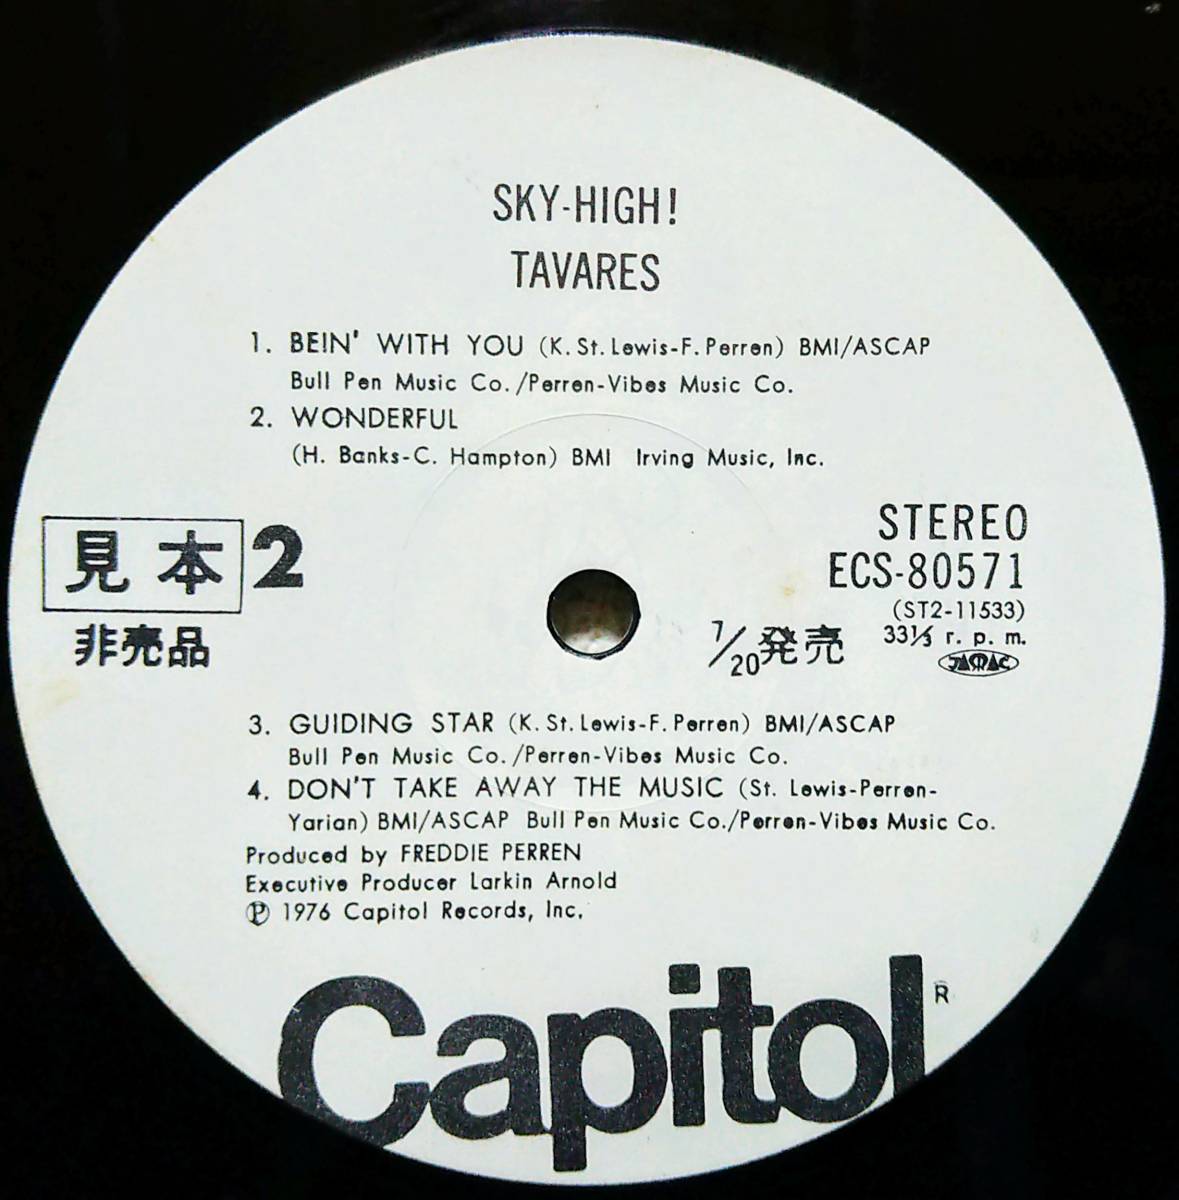 SKY-HIGH!
TAVARES
1. BEIN' WITH YOU (K. St. Lewis-F. Perren) BMI/ASCAP
Bull Pen Music Co./Perren-Vibes Music Co.
2. WONDERFUL
(H. Banks-C. Hampton) BMI Irving Music, Inc.
見本 2
非売品
STEREO
ECS-80571
(ST2-11533)
33⅓ r. p. m.
7/20発売
JASRAC
3. GUIDING STAR (K. St. Lewis-F. Perren) BMI/ASCAP
Bull Pen Music Co./Perren-Vibes Music Co.
4. DON'T TAKE AWAY THE MUSIC (St. Lewis-Perren-
Yarian) BMI/ASCAP Bull Pen Music Co./Perren-Vibes Music Co.
Produced by FREDDIE PERREN
Executive Producer Larkin Arnold
℗ 1976 Capitol Records, Inc.
Capitol ®